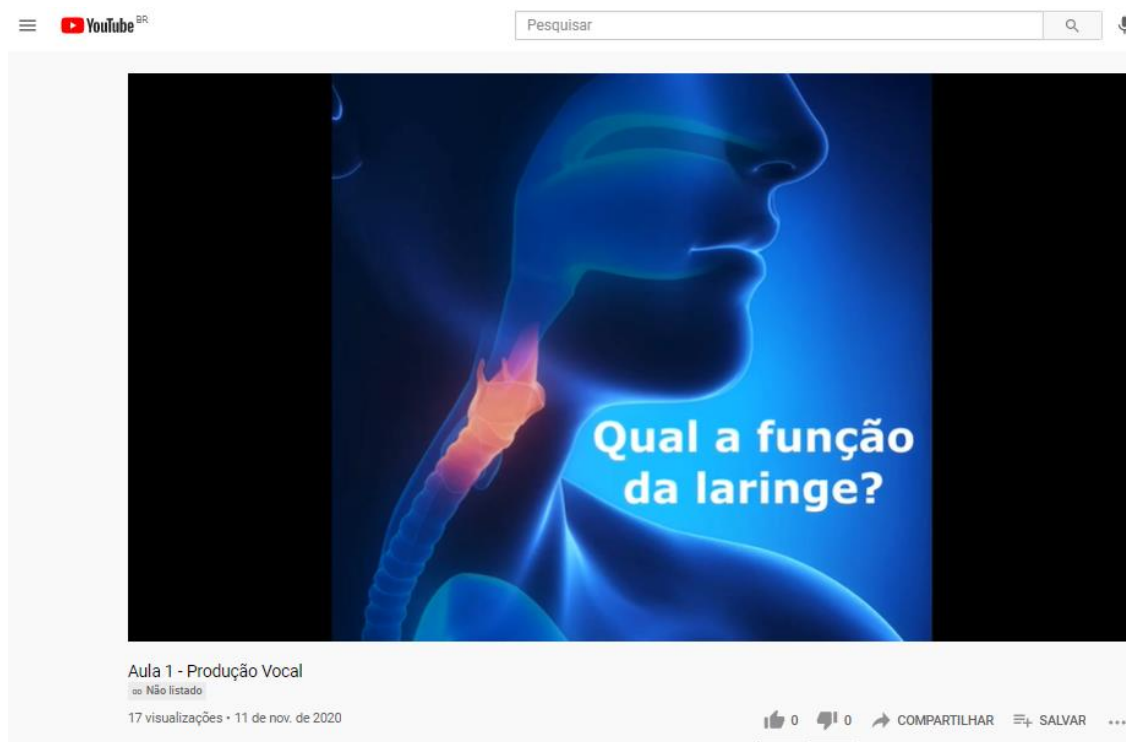 YouTube BR
Pesquisar
Qual a função
da laringe?
Aula 1 - Produção Vocal
Não listado
17 visualizações • 11 de nov. de 2020
0 0 COMPARTILHAR SALVAR